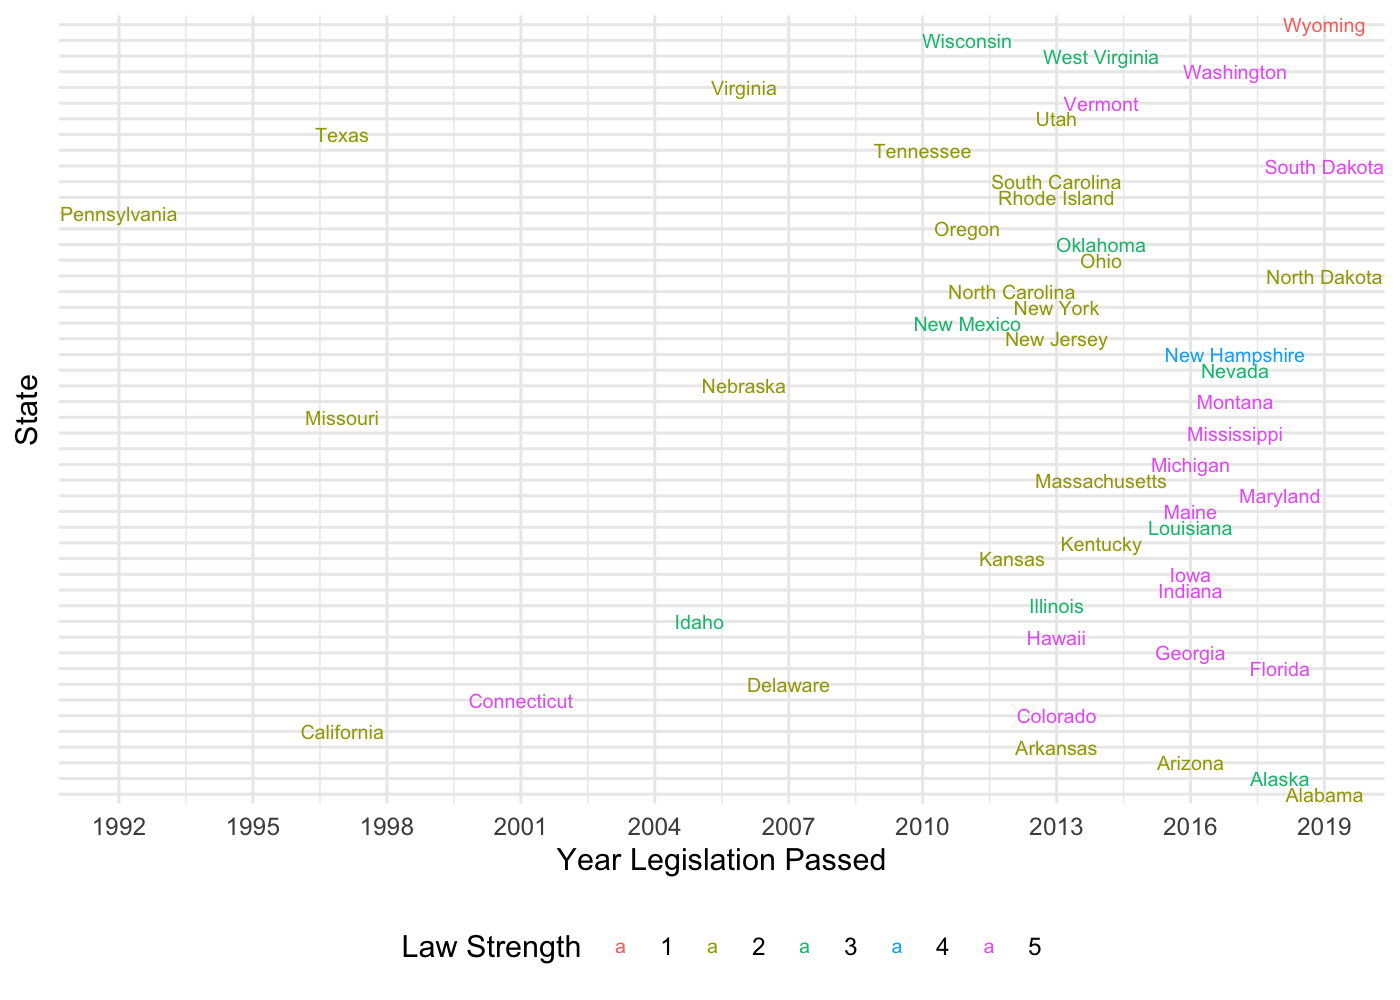 Wyoming
Wisconsin
West Virginia
Washington
Virginia
Vermont
Utah
Texas
Tennessee
South Dakota
South Carolina
Rhode Island
Pennsylvania
Oregon
Oklahoma
Ohio
North Dakota
North Carolina
New York
New Mexico
New Jersey
New Hampshire
Nevada
Nebraska
Montana
Missouri
Mississippi
Michigan
Massachusetts
Maryland
Maine
Louisiana
Kentucky
Kansas
Iowa
Indiana
Illinois
Idaho
Hawaii
Georgia
Florida
Delaware
Connecticut
Colorado
California
Arkansas
Arizona
Alaska
Alabama
State
1992 1995 1998 2001 2004 2007 2010 2013 2016 2019
Year Legislation Passed
Law Strength a 1 a 2 a 3 a 4 a 5